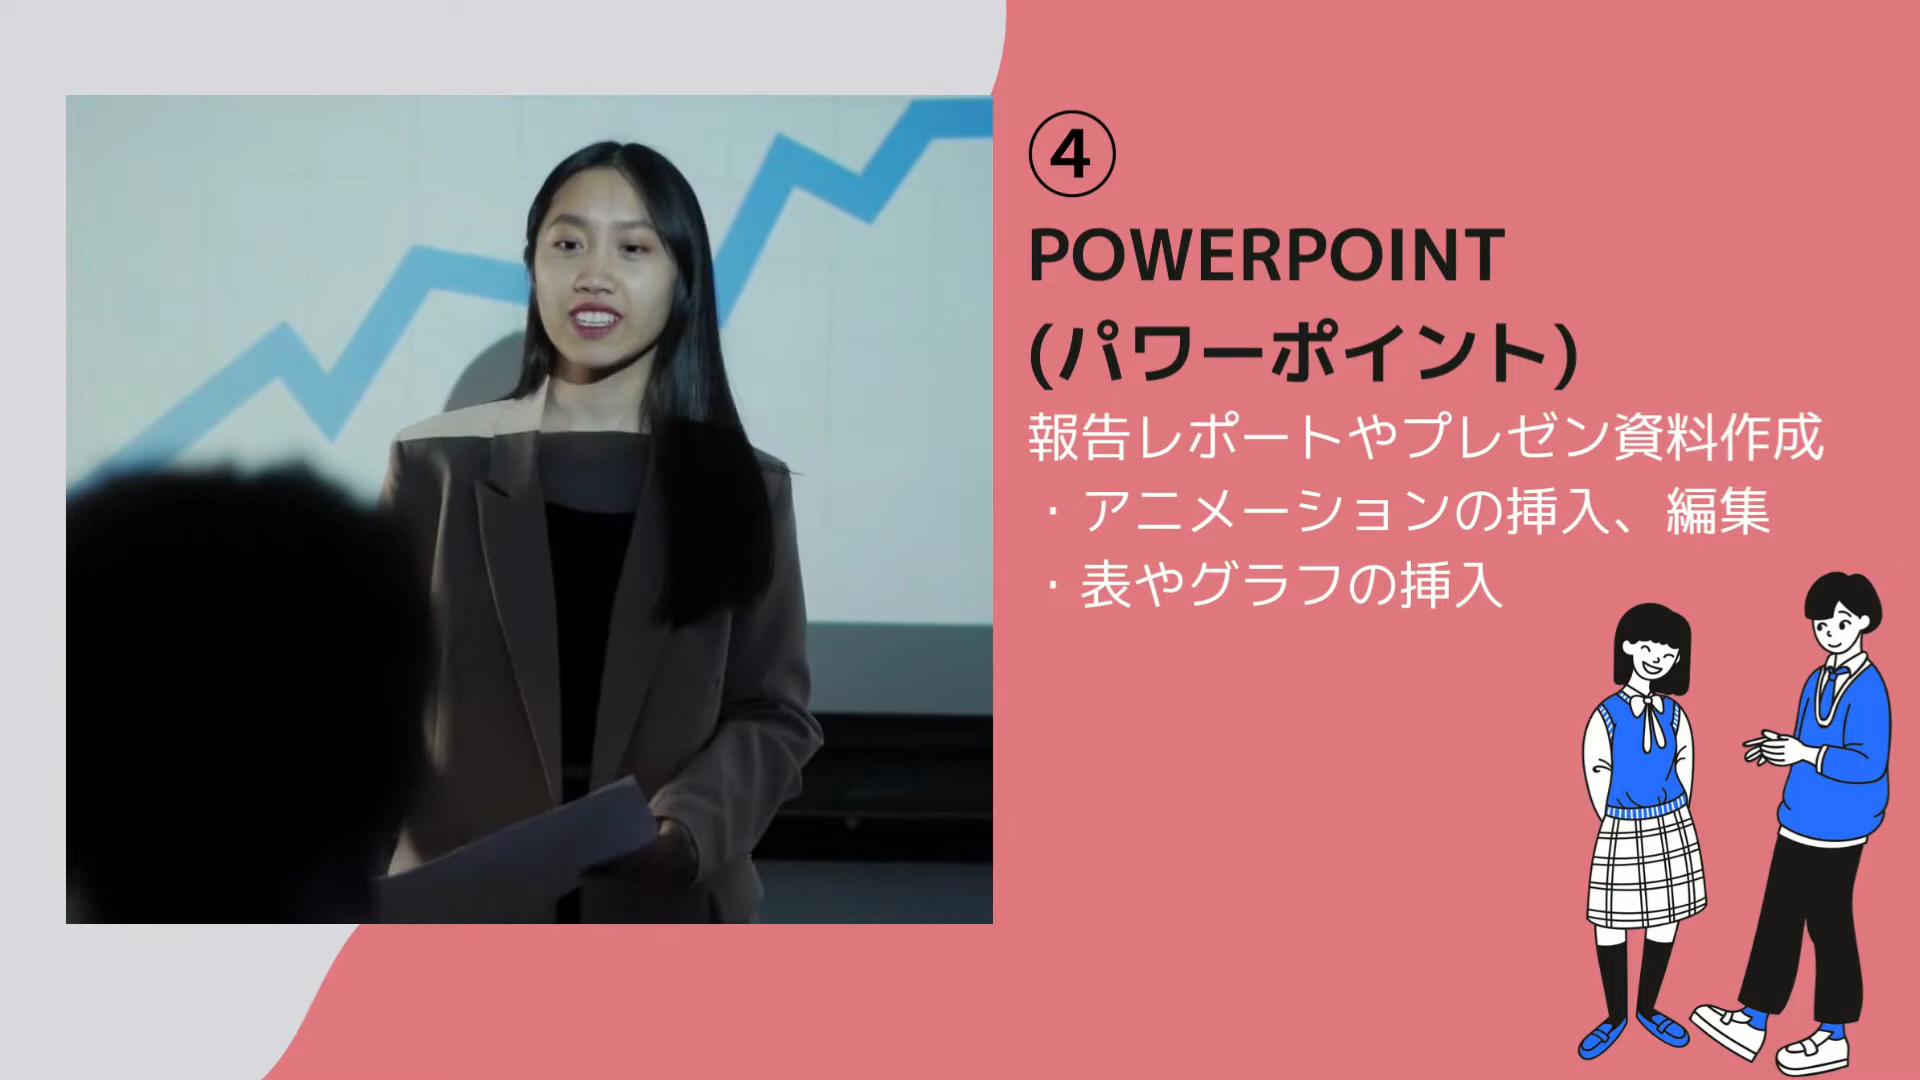 ④
POWERPOINT
(パワーポイント)
報告レポートやプレゼン資料作成
・アニメーションの挿入、編集
・表やグラフの挿入